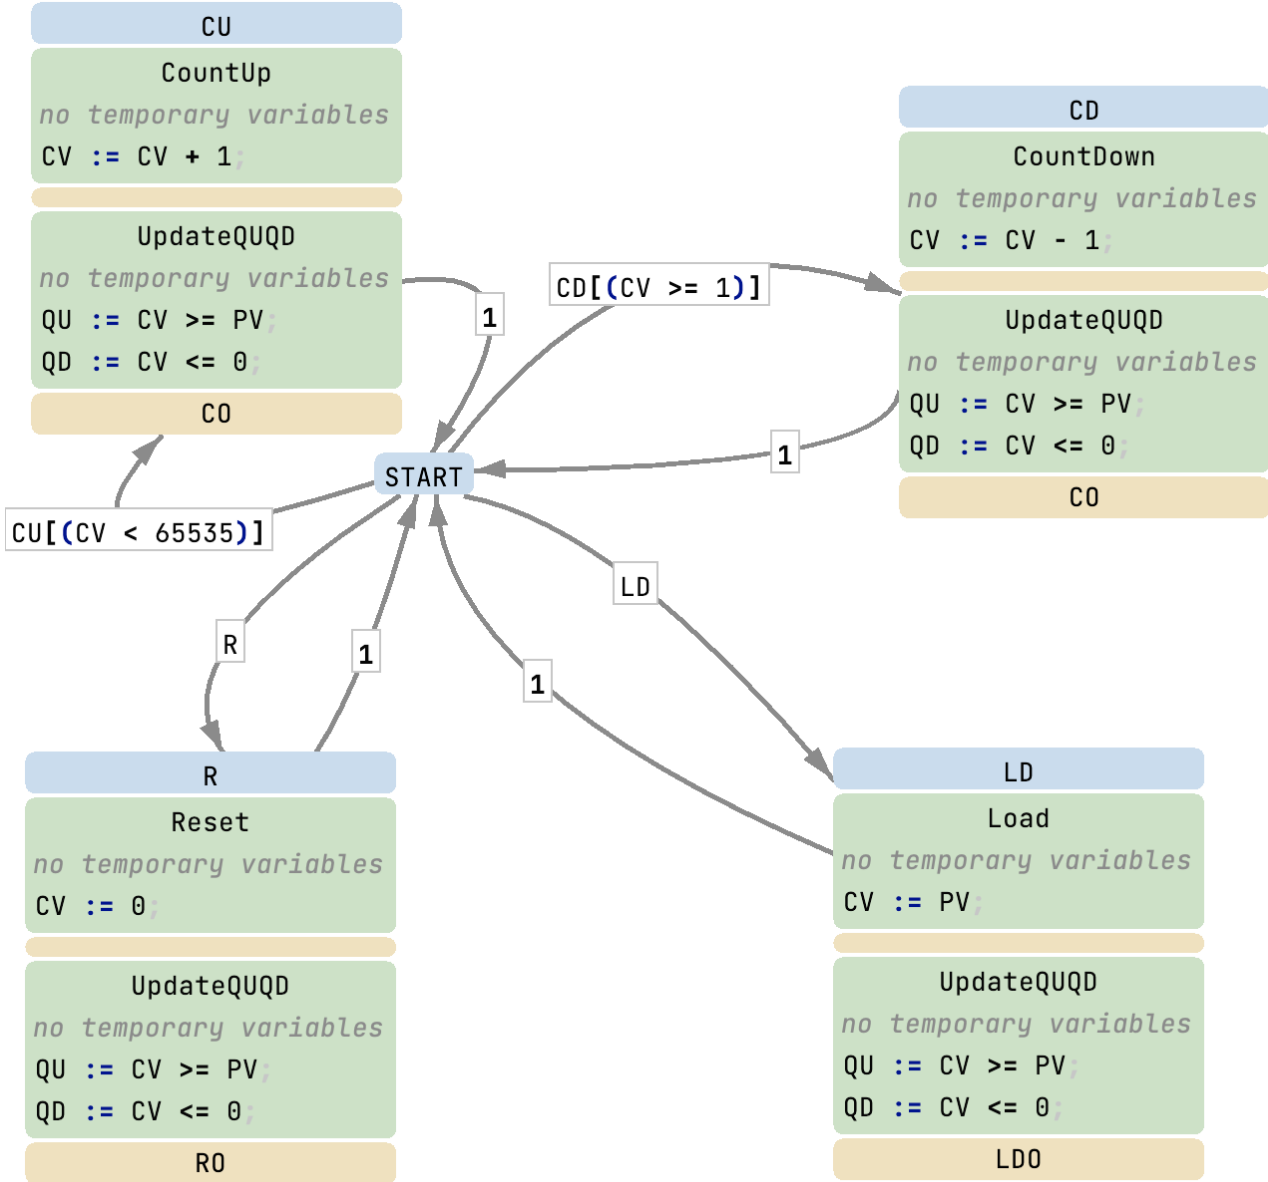 CU
CountUp
no temporary variables
CV := CV + 1;
UpdateQUQD
no temporary variables
QU := CV >= PV;
QD := CV <= 0;
CO
CD
CountDown
no temporary variables
CV := CV - 1;
UpdateQUQD
no temporary variables
QU := CV >= PV;
QD := CV <= 0;
CO
1
CD[(CV >= 1)]
1
START
CU[(CV < 65535)]
LD
R
1
1
R
Reset
no temporary variables
CV := 0;
UpdateQUQD
no temporary variables
QU := CV >= PV;
QD := CV <= 0;
RO
LD
Load
no temporary variables
CV := PV;
UpdateQUQD
no temporary variables
QU := CV >= PV;
QD := CV <= 0;
LDO